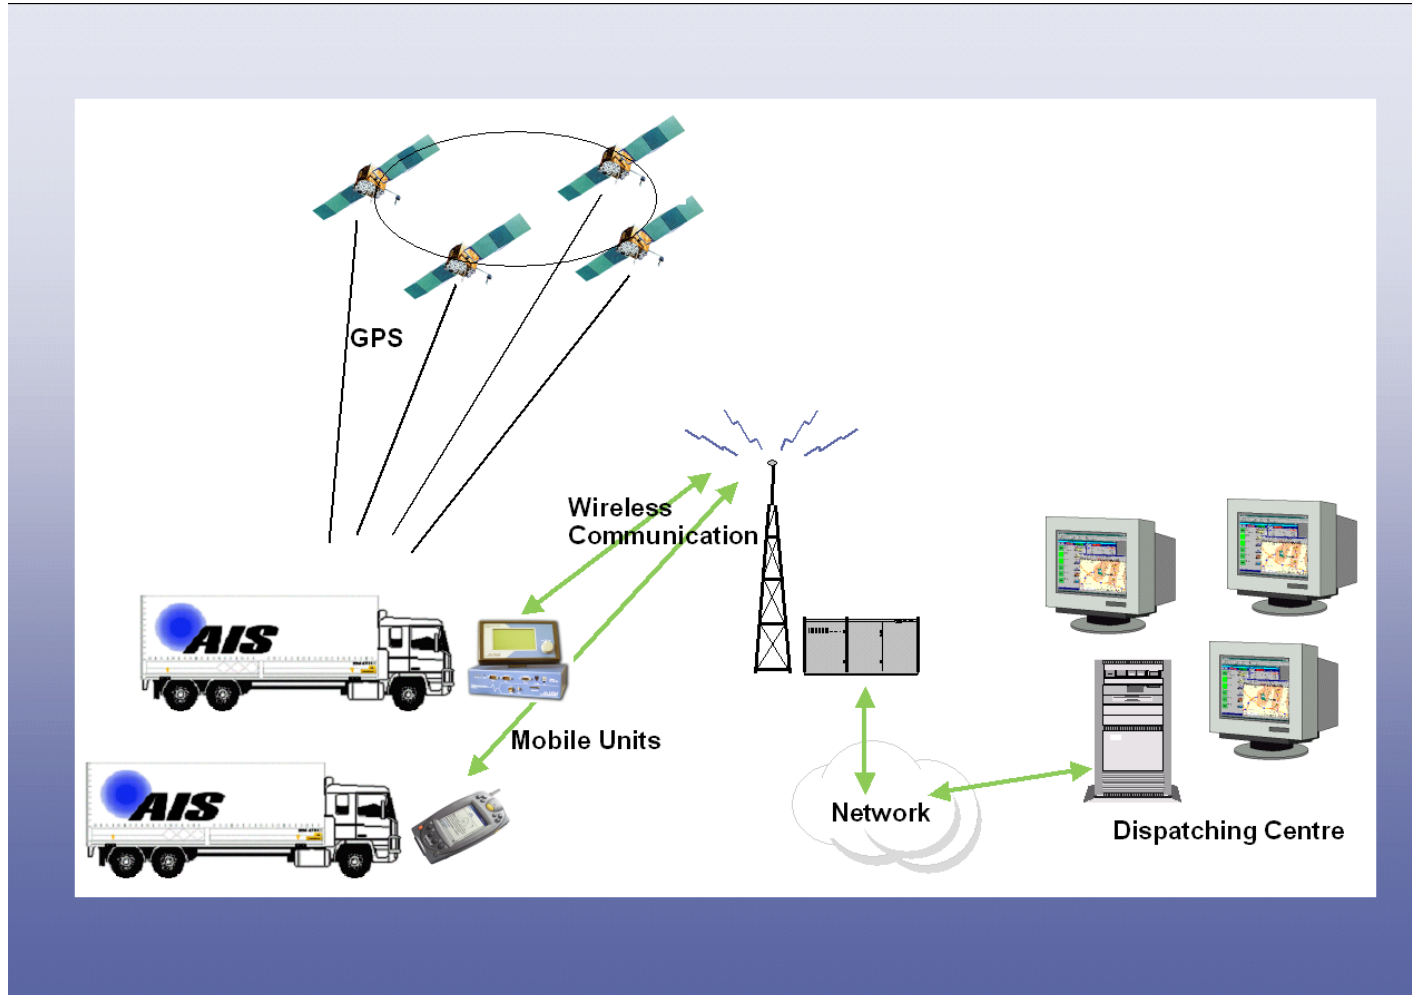 GPS
Wireless
Communication
AIS
Mobile Units
AIS
Network
Dispatching Centre